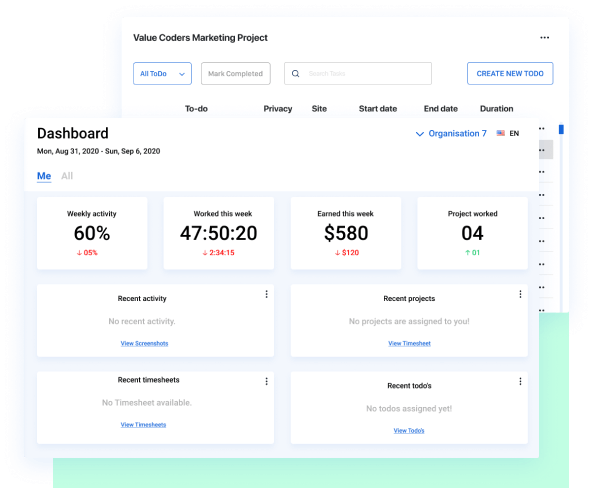 Value Coders Marketing Project
All ToDo
Mark Completed
Search Todo
CREATE NEW TODO
To-do Privacy Site Start date End date Duration
Dashboard
Organisation 7
EN
Mon, Aug 31, 2020 - Sun, Sep 6, 2020
Me All
Weekly activity
60%
↓ 05%
Worked this week
47:50:20
↓ 2:34:15
Earned this week
$580
↓ $120
Project worked
04
↑ 01
Recent activity
No recent activity.
View Screenshots
Recent projects
No projects are assigned to you!
View Timesheet
Recent timesheets
No Timesheet available.
View Timesheets
Recent todo's
No todos assigned yet!
View Todo's